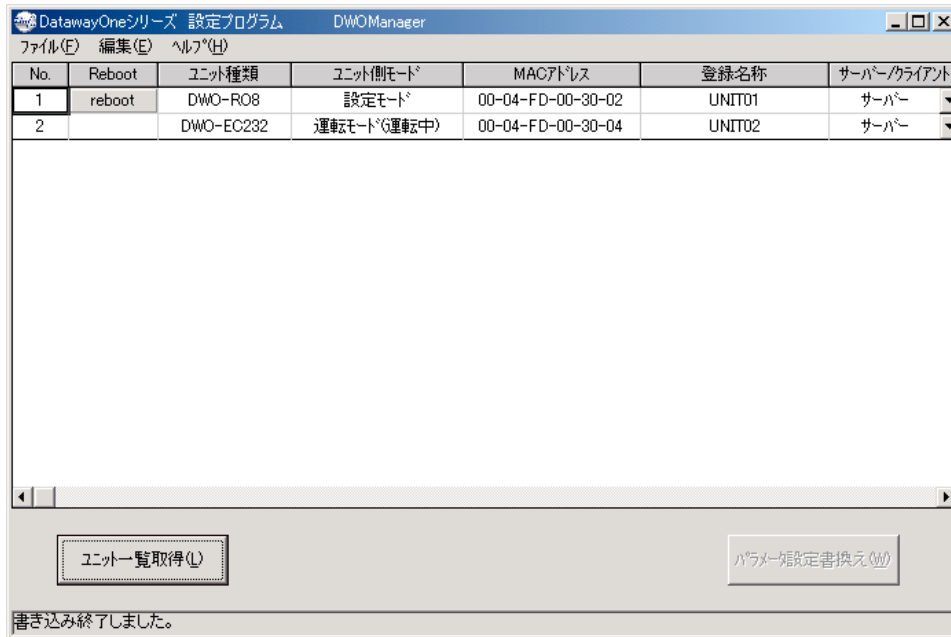 DatawayOneシリーズ 設定プログラム DWOManager
ファイル(F) 編集(E) ヘルプ(H)
No. Reboot ユニット種類 ユニット側モード MACアドレス 登録名称 サーバー/クライアント
1 reboot DWO-RO8 設定モード 00-04-FD-00-30-02 UNIT01 サーバー
2 DWO-EC232 運転モード(運転中) 00-04-FD-00-30-04 UNIT02 サーバー
ユニット一覧取得(L) パラメータ設定書換え(W)
書き込み終了しました。